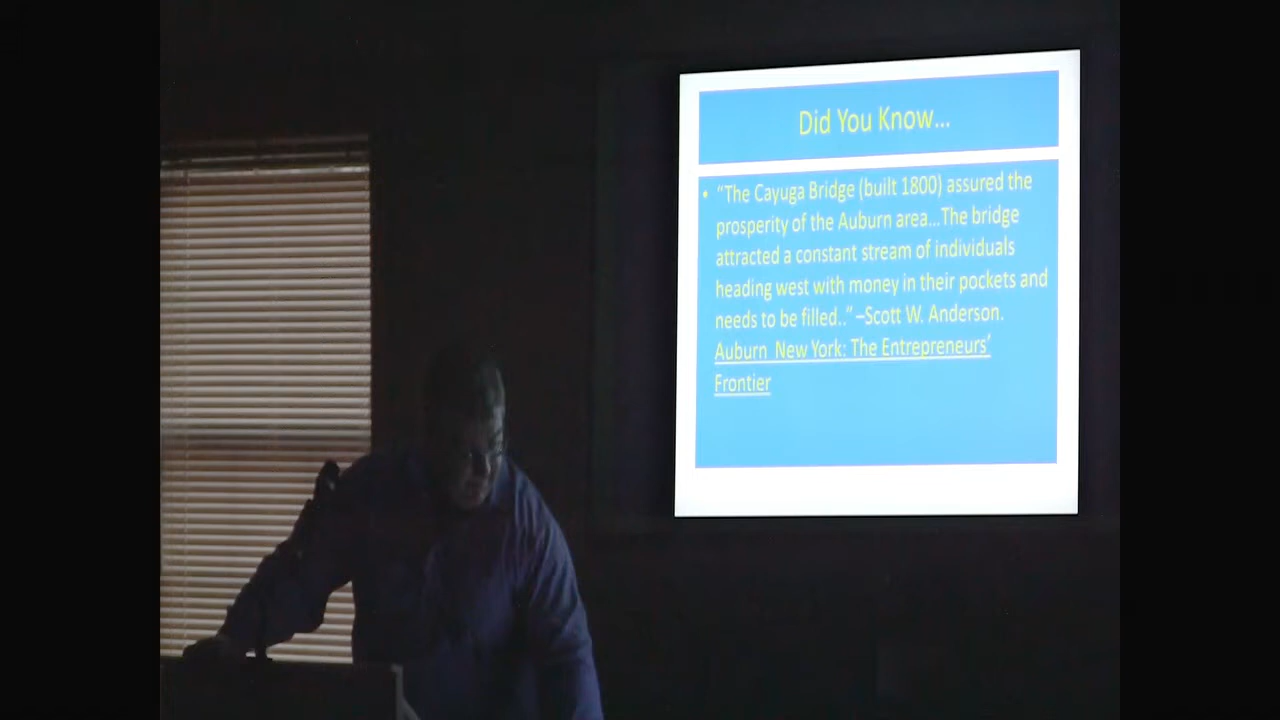 Did You Know...
• “The Cayuga Bridge (built 1800) assured the
prosperity of the Auburn area...The bridge
attracted a constant stream of individuals
heading west with money in their pockets and
needs to be filled..” –Scott W. Anderson.
Auburn New York: The Entrepreneurs’
Frontier